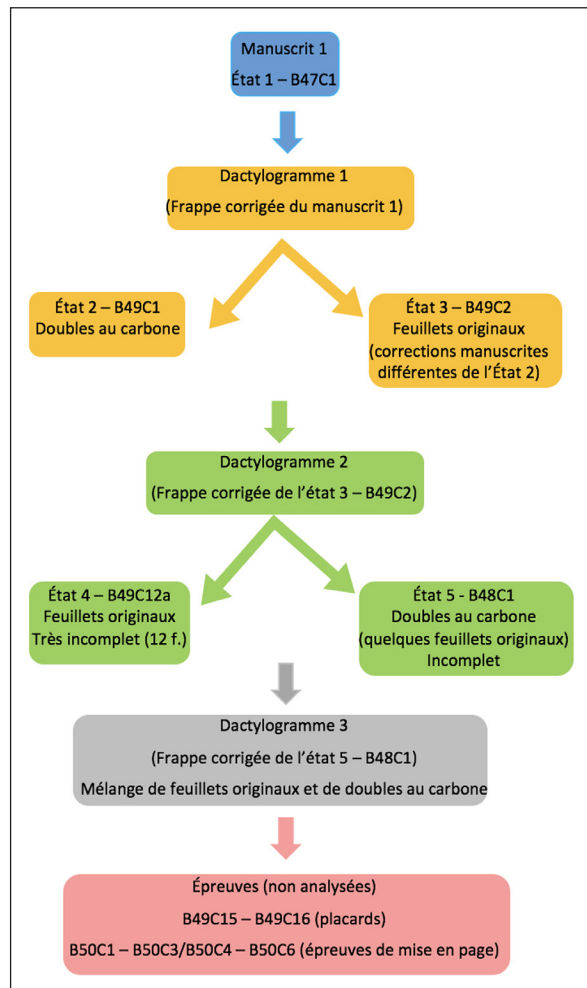 Manuscrit 1
État 1 – B47C1
Dactylogramme 1
(Frappe corrigée du manuscrit 1)
État 2 – B49C1
Doubles au carbone
État 3 – B49C2
Feuillets originaux
(corrections manuscrites
différentes de l’État 2)
Dactylogramme 2
(Frappe corrigée de l’état 3 – B49C2)
État 4 – B49C12a
Feuillets originaux
Très incomplet (12 f.)
État 5 - B48C1
Doubles au carbone
(quelques feuillets originaux)
Incomplet
Dactylogramme 3
(Frappe corrigée de l’état 5 – B48C1)
Mélange de feuillets originaux et de doubles au carbone
Épreuves (non analysées)
B49C15 – B49C16 (placards)
B50C1 – B50C3/B50C4 – B50C6 (épreuves de mise en page)